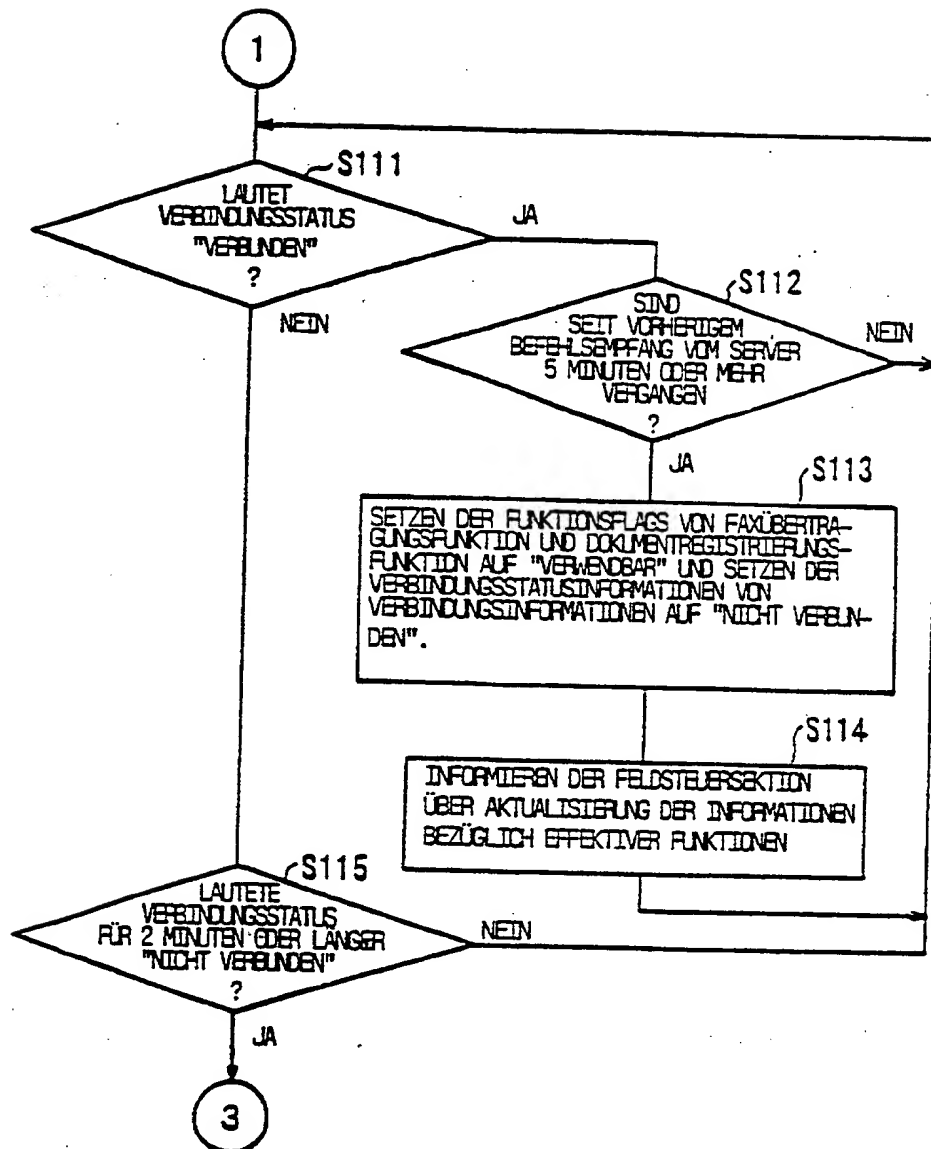 1
S111
LAUTET
VERBINDUNGSSTATUS
"VERBUNDEN"
?
JA
NEIN
S112
SIND
SEIT VORHERIGEM
BEFEHLSEMPFANG VOM SERVER
5 MINUTEN ODER MEHR
VERGANGEN
?
NEIN
JA
S113
SETZEN DER FUNKTIONSFLAGS VON FAXÜBERTRA-
GUNGSFUNKTION UND DOKUMENTREGISTRIERUNGS-
FUNKTION AUF "VERWENDBAR" UND SETZEN DER
VERBINDUNGSSTATUSINFORMATIONEN VON
VERBINDUNGSINFORMATIONEN AUF "NICHT VERBUN-
DEN".
S114
INFORMIEREN DER FELDSTEUERSEKTION
ÜBER AKTUALISIERUNG DER INFORMATIONEN
BEZÜGLICH EFFEKTIVER FUNKTIONEN
S115
LAUTETE
VERBINDUNGSSTATUS
FÜR 2 MINUTEN ODER LÄNGER
"NICHT VERBUNDEN"
?
NEIN
JA
3